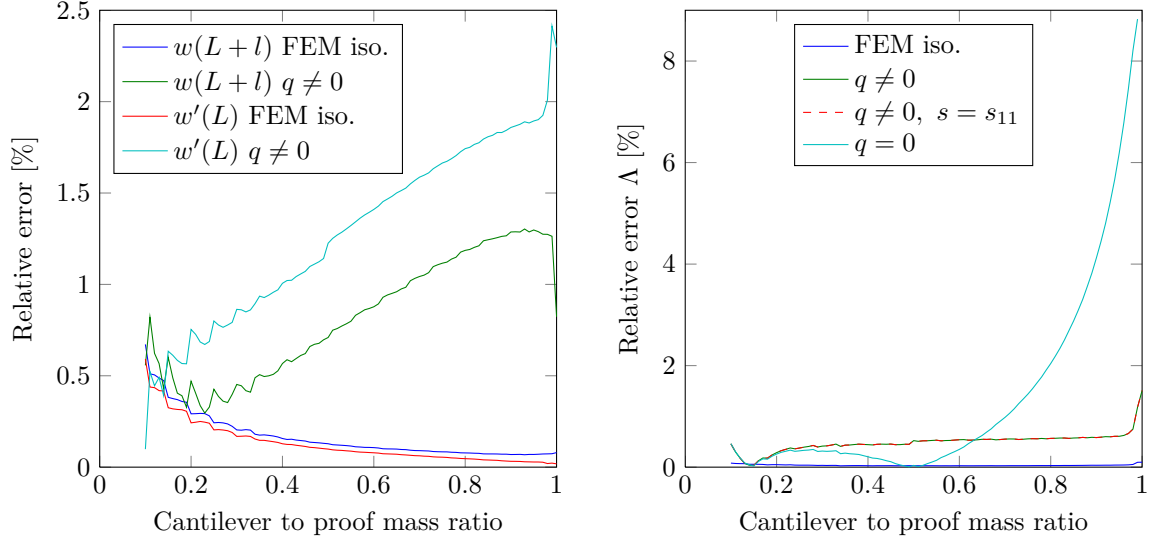 2.5
2
1.5
1
0.5
0
0
0.2
0.4
0.6
0.8
1
Relative error [%]
Cantilever to proof mass ratio
w(L + l) FEM iso.
w(L + l) q ≠ 0
w′(L) FEM iso.
w′(L) q ≠ 0
8
6
4
2
0
0
0.2
0.4
0.6
0.8
1
Relative error Λ [%]
Cantilever to proof mass ratio
FEM iso.
q ≠ 0
q ≠ 0, s = s₁₁
q = 0